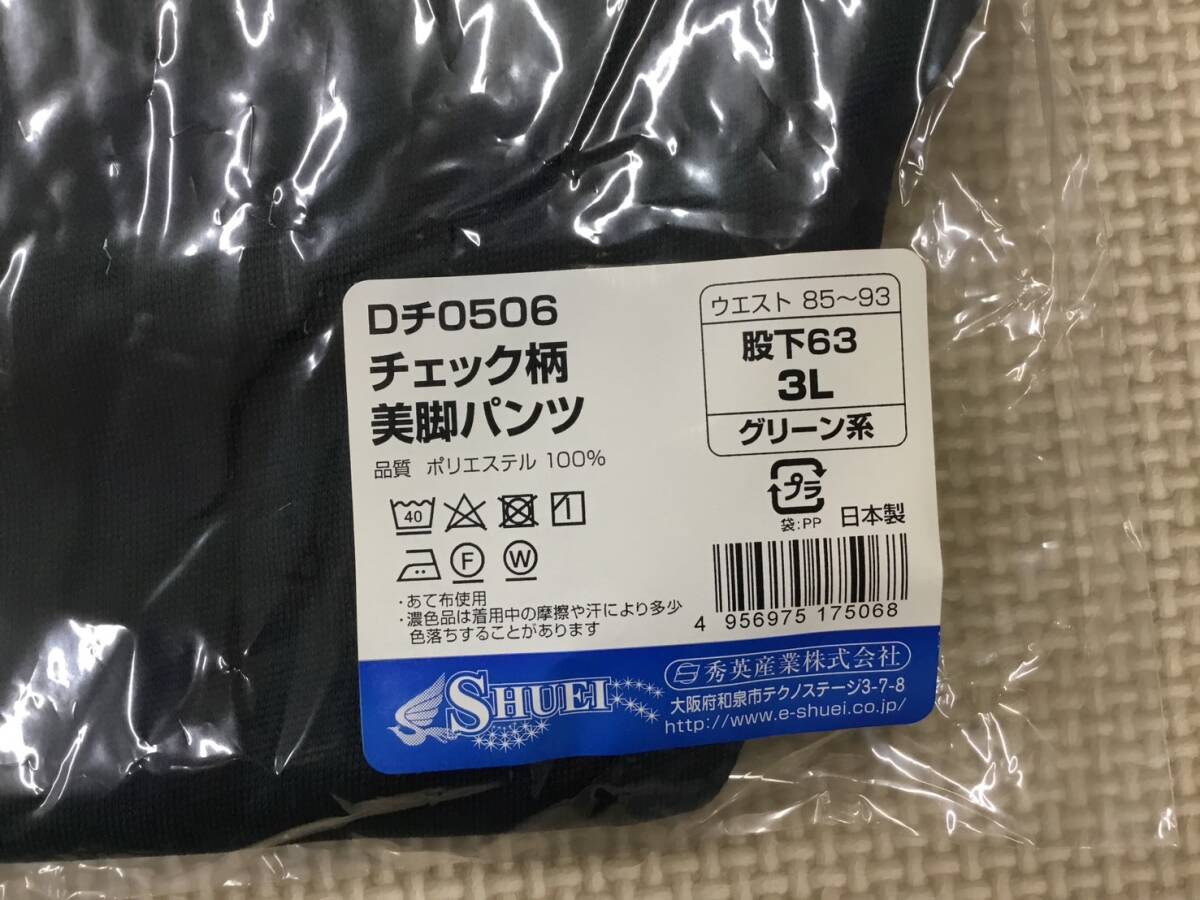 Dチ0506
チェック柄
美脚パンツ
品質 ポリエステル 100%
40
F W
・あて布使用
・濃色品は着用中の摩擦や汗により多少
色落ちすることがあります
ウエスト 85～93
股下63
3L
グリーン系
プラ
袋:PP 日本製
4 956975 175068
SHUEI
秀英産業株式会社
大阪府和泉市テクノステージ3-7-8
http://www.e-shuei.co.jp/